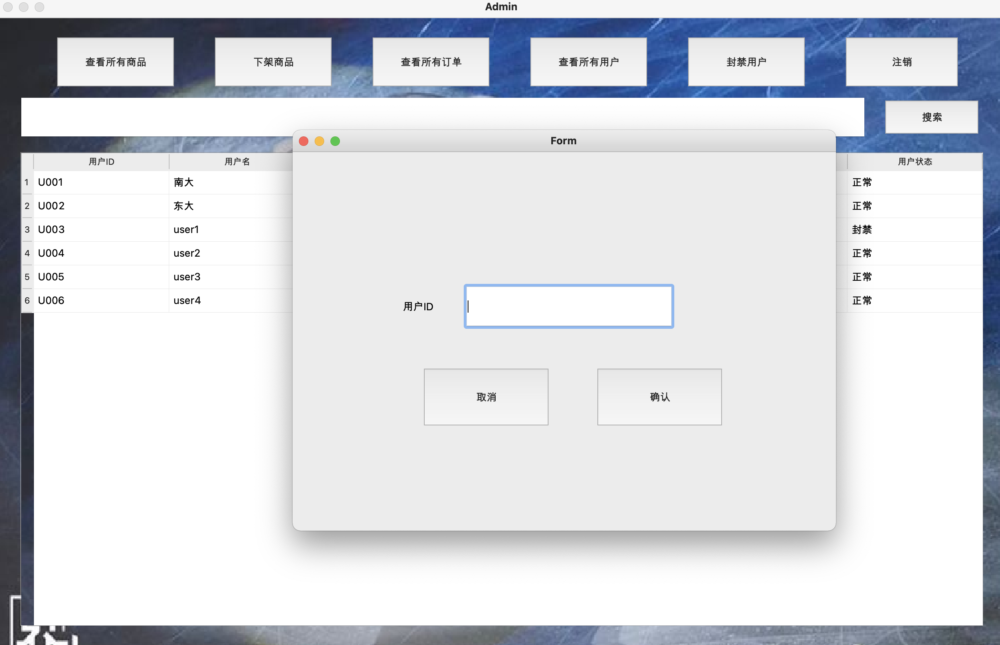 Admin
查看所有商品 下架商品 查看所有订单 查看所有用户 封禁用户 注销
搜索
Form
用户ID 用户名 用户状态
1 U001 南大 正常
2 U002 东大 正常
3 U003 user1 封禁
4 U004 user2 正常
5 U005 user3 正常
6 U006 user4 正常
用户ID
取消 确认